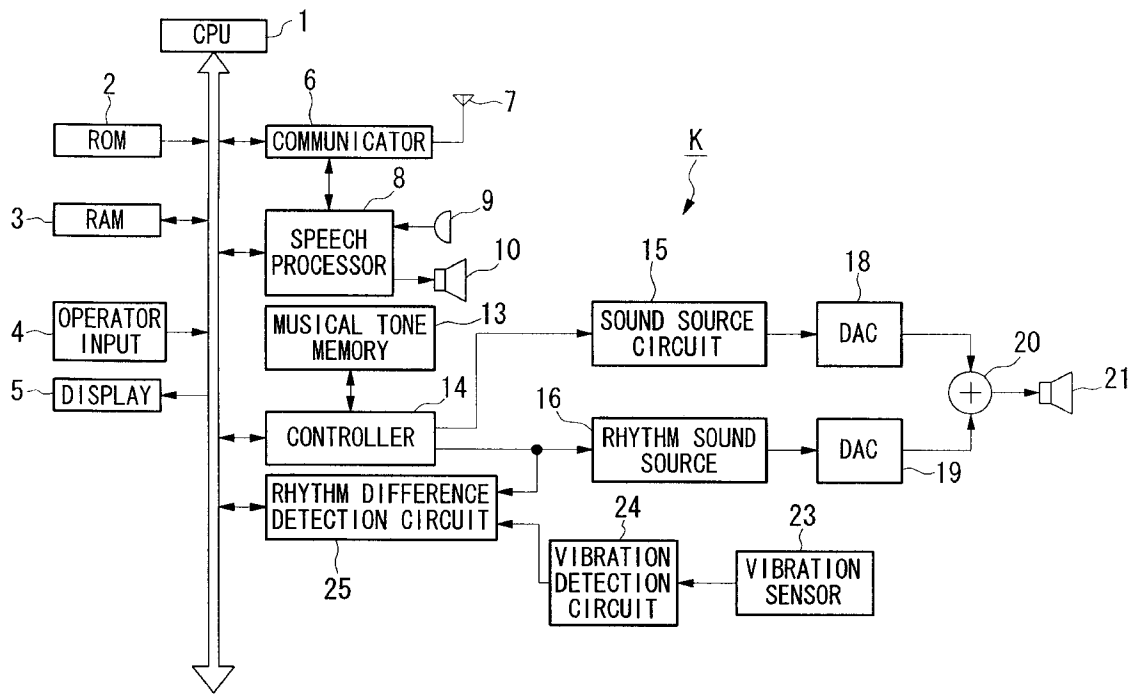 1
CPU
2
ROM
6
7
COMMUNICATOR
K
3
RAM
8
9
SPEECH
PROCESSOR
10
4
OPERATOR
INPUT
5
DISPLAY
13
MUSICAL TONE
MEMORY
14
CONTROLLER
15
SOUND SOURCE
CIRCUIT
18
DAC
20
21
16
RHYTHM SOUND
SOURCE
DAC
19
RHYTHM DIFFERENCE
DETECTION CIRCUIT
25
24
VIBRATION
DETECTION
CIRCUIT
23
VIBRATION
SENSOR